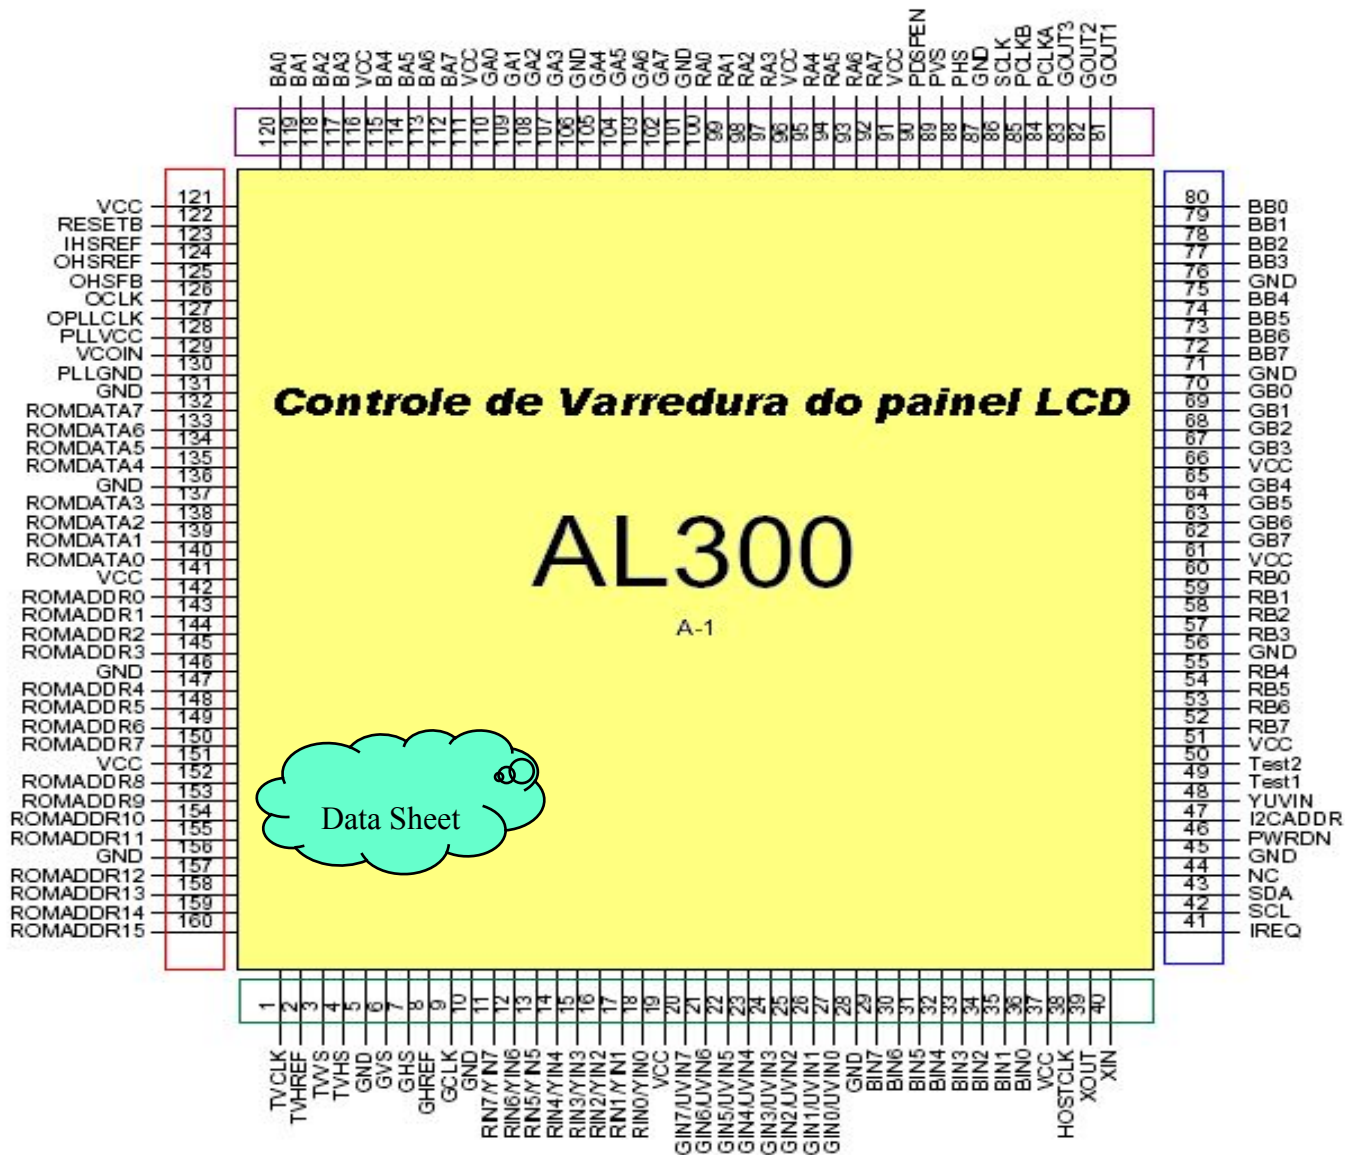 BA0 BA1 BA2 BA3 VCC BA4 BA5 BA6 BA7 VCC GA0 GA1 GA2 GA3 GND GA4 GA5 GA6 GA7 GND RA0 RA1 RA2 RA3 VCC RA4 RA5 RA6 RA7 VCC PDSPEN PVS PHS GND SCLK PCLKB PCLKA GOUT3 GOUT2 GOUT1
120 119 118 117 116 115 114 113 112 111 110 109 108 107 106 105 104 103 102 101 100 99 98 97 96 95 94 93 92 91 90 89 88 87 86 85 84 83 82 81
VCC 121
RESETB 122
IHSREF 123
OHSREF 124
OHSFB 125
OCLK 126
OPLLCLK 127
PLLVCC 128
VCOIN 129
PLLGND 130
GND 131
ROMDATA7 132
ROMDATA6 133
ROMDATA5 134
ROMDATA4 135
GND 136
ROMDATA3 137
ROMDATA2 138
ROMDATA1 139
ROMDATA0 140
VCC 141
ROMADDR0 142
ROMADDR1 143
ROMADDR2 144
ROMADDR3 145
GND 146
ROMADDR4 147
ROMADDR5 148
ROMADDR6 149
ROMADDR7 150
VCC 151
ROMADDR8 152
ROMADDR9 153
ROMADDR10 154
ROMADDR11 155
GND 156
ROMADDR12 157
ROMADDR13 158
ROMADDR14 159
ROMADDR15 160
Controle de Varredura do painel LCD
AL300
A-1
Data Sheet
80 BB0
79 BB1
78 BB2
77 BB3
76 GND
75 BB4
74 BB5
73 BB6
72 BB7
71 GND
70 GB0
69 GB1
68 GB2
67 GB3
66 VCC
65 GB4
64 GB5
63 GB6
62 GB7
61 VCC
60 RB0
59 RB1
58 RB2
57 RB3
56 GND
55 RB4
54 RB5
53 RB6
52 RB7
51 VCC
50 Test2
49 Test1
48 YUVIN
47 I2CADDR
46 PWRDN
45 GND
44 NC
43 SDA
42 SCL
41 IREQ
1 2 3 4 5 6 7 8 9 10 11 12 13 14 15 16 17 18 19 20 21 22 23 24 25 26 27 28 29 30 31 32 33 34 35 36 37 38 39 40
TVCLK TVHREF TVVS TVHS GND GVS GHS GHREF GCLK GND RIN7/YIN7 RIN6/YIN6 RIN5/YIN5 RIN4/YIN4 RIN3/YIN3 RIN2/YIN2 RIN1/YIN1 RIN0/YIN0 VCC GIN7/UVIN7 GIN6/UVIN6 GIN5/UVIN5 GIN4/UVIN4 GIN3/UVIN3 GIN2/UVIN2 GIN1/UVIN1 GIN0/UVIN0 GND BIN7 BIN6 BIN5 BIN4 BIN3 BIN2 BIN1 BIN0 VCC HOSTCLK XOUT XIN